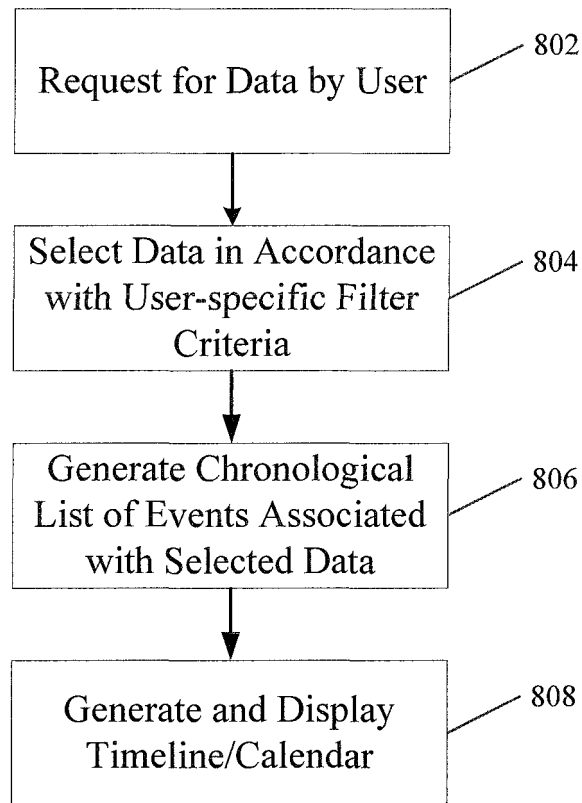 Request for Data by User
802
Select Data in Accordance
with User-specific Filter
Criteria
804
Generate Chronological
List of Events Associated
with Selected Data
806
Generate and Display
Timeline/Calendar
808